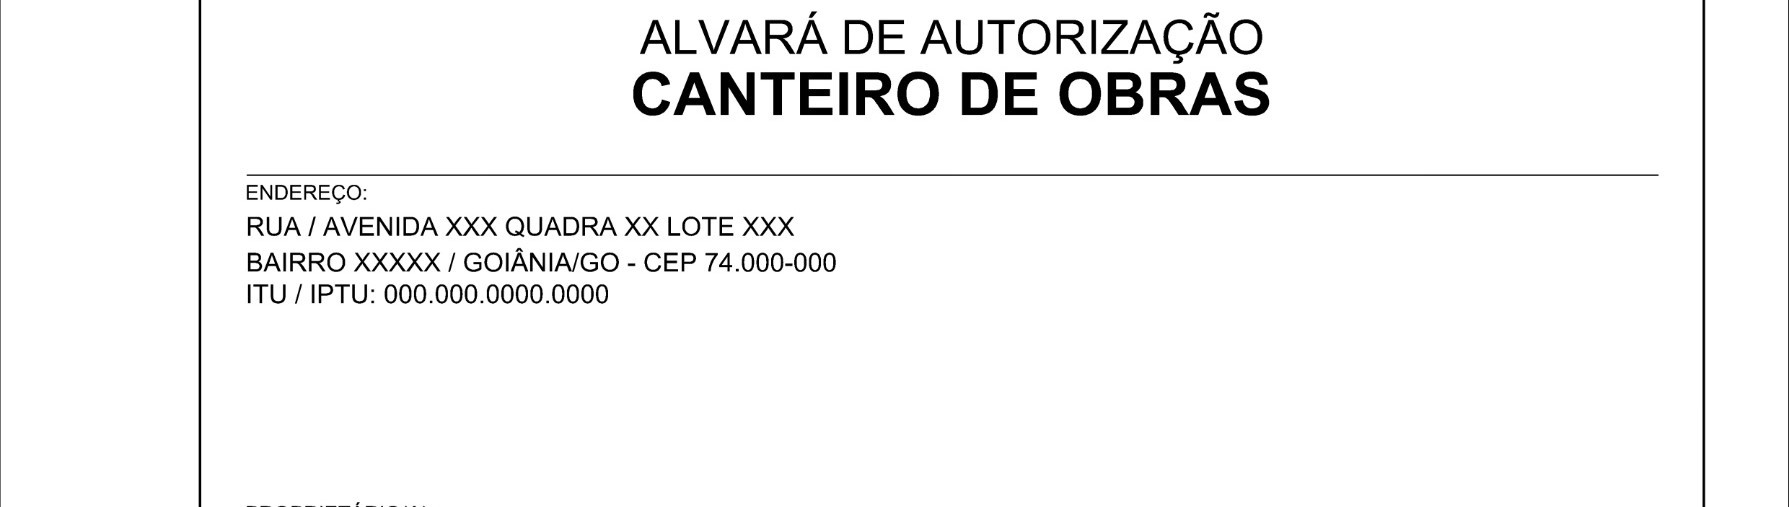 ALVARÁ DE AUTORIZAÇÃO
CANTEIRO DE OBRAS
ENDEREÇO:
RUA / AVENIDA XXX QUADRA XX LOTE XXX
BAIRRO XXXXX / GOIÂNIA/GO - CEP 74.000-000
ITU / IPTU: 000.000.0000.0000